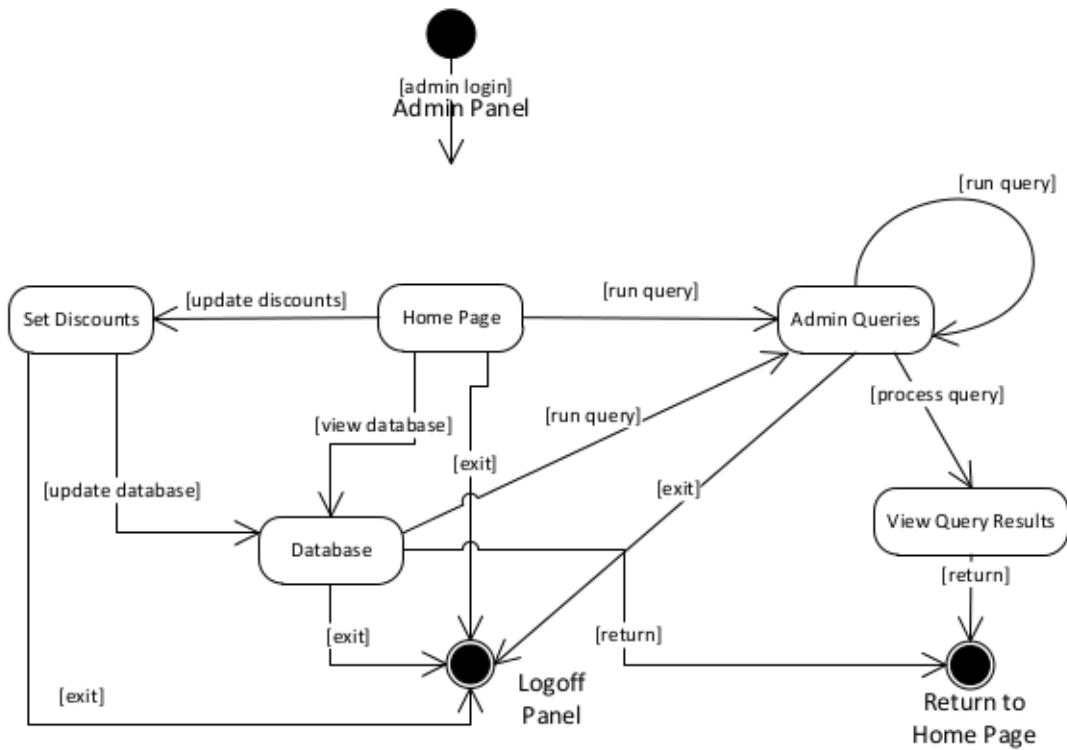 [admin login]
Admin Panel
[run query]
[update discounts]
[run query]
Set Discounts
Home Page
Admin Queries
[process query]
[view database]
[run query]
[exit]
[update database]
[exit]
View Query Results
Database
[return]
[exit]
[return]
[exit]
Logoff
Panel
Return to
Home Page